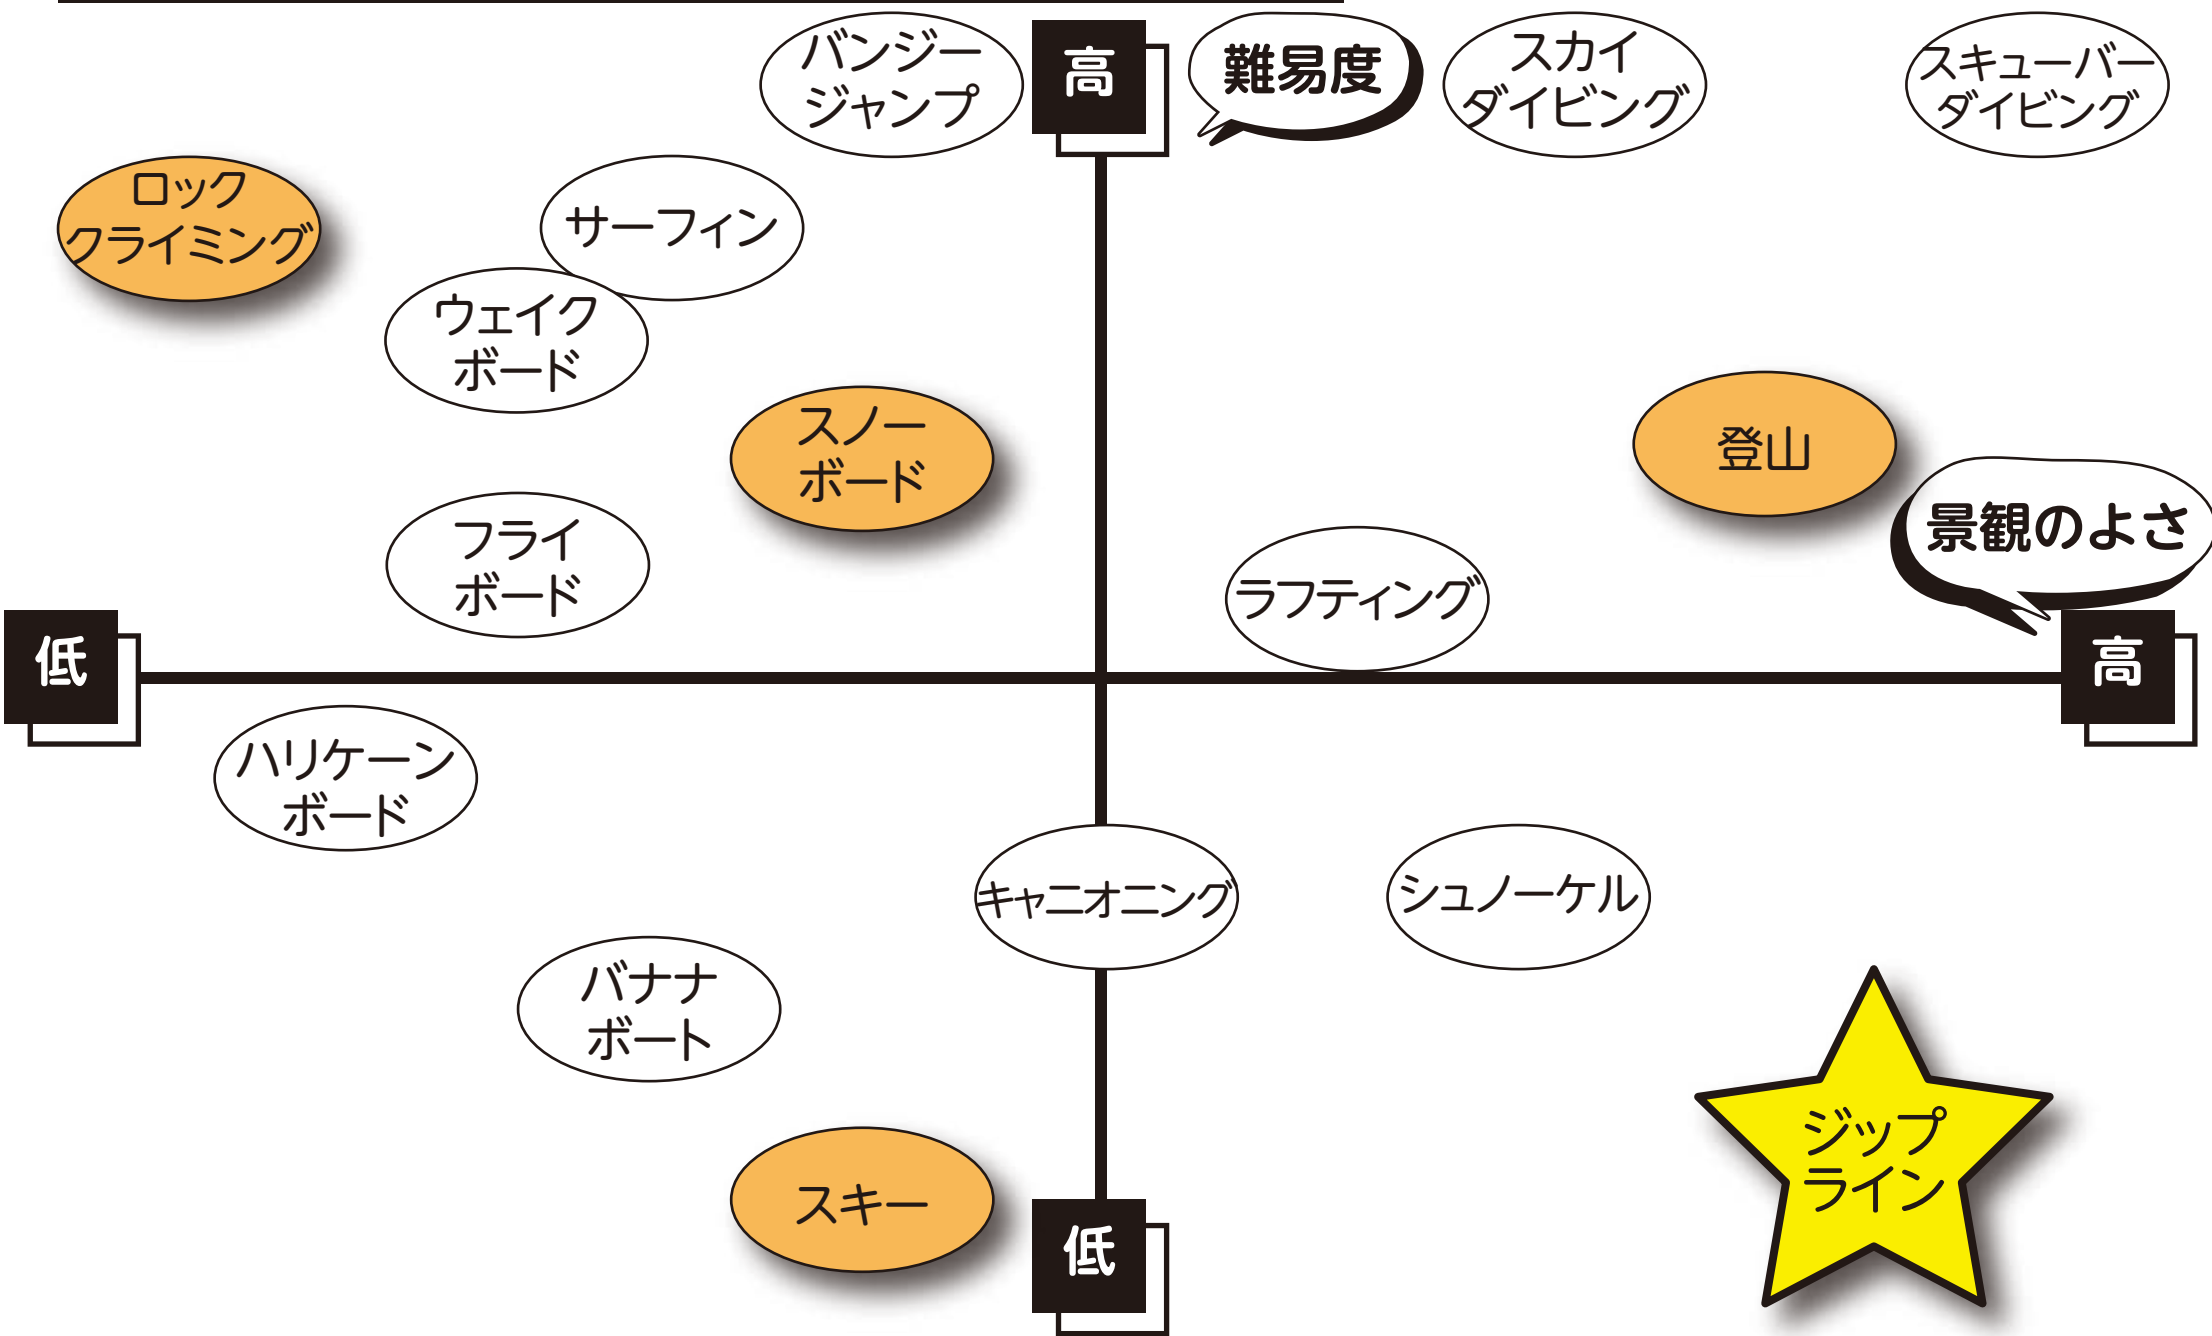 バンジー
ジャンプ
高
難易度
スカイ
ダイビング
スキューバー
ダイビング
ロック
クライミング
サーフィン
ウェイク
ボード
スノー
ボード
登山
景観のよさ
フライ
ボード
ラフティング
低
高
ハリケーン
ボード
キャニオニング
シュノーケル
バナナ
ボート
ジップ
ライン
スキー
低